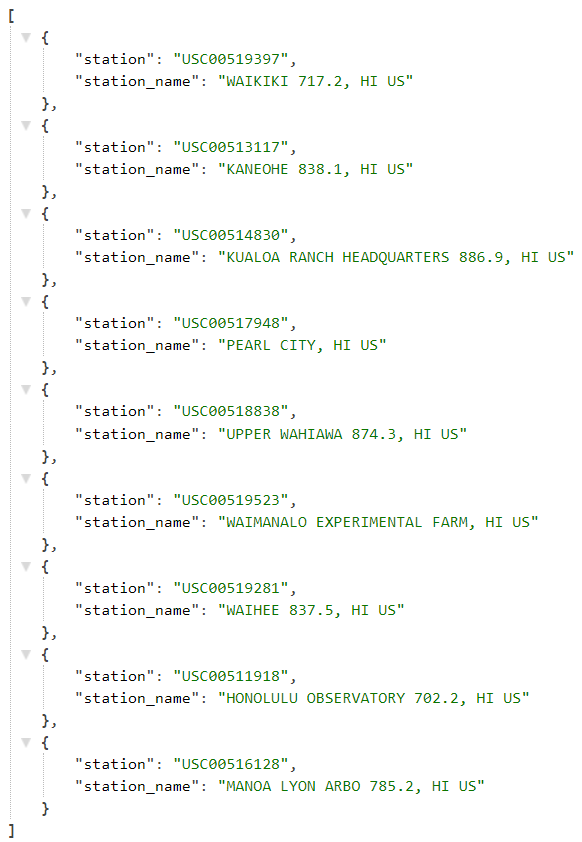 [
{
"station": "USC00519397",
"station_name": "WAIKIKI 717.2, HI US"
},
{
"station": "USC00513117",
"station_name": "KANEOHE 838.1, HI US"
},
{
"station": "USC00514830",
"station_name": "KUALOA RANCH HEADQUARTERS 886.9, HI US"
},
{
"station": "USC00517948",
"station_name": "PEARL CITY, HI US"
},
{
"station": "USC00518838",
"station_name": "UPPER WAHIAWA 874.3, HI US"
},
{
"station": "USC00519523",
"station_name": "WAIMANALO EXPERIMENTAL FARM, HI US"
},
{
"station": "USC00519281",
"station_name": "WAIHEE 837.5, HI US"
},
{
"station": "USC00511918",
"station_name": "HONOLULU OBSERVATORY 702.2, HI US"
},
{
"station": "USC00516128",
"station_name": "MANOA LYON ARBO 785.2, HI US"
}
]